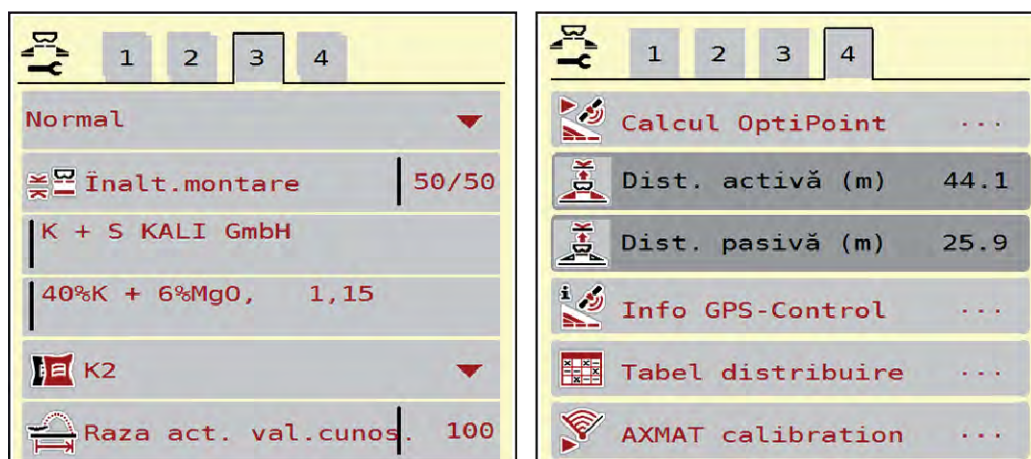 1 2 3 4
Normal
Înalt.montare 50/50
K + S KALI GmbH
40%K + 6%MgO, 1,15
K2
Raza act. val.cunos. 100
1 2 3 4
Calcul OptiPoint ...
Dist. activă (m) 44.1
Dist. pasivă (m) 25.9
Info GPS-Control ...
Tabel distribuire ...
AXMAT calibration ...